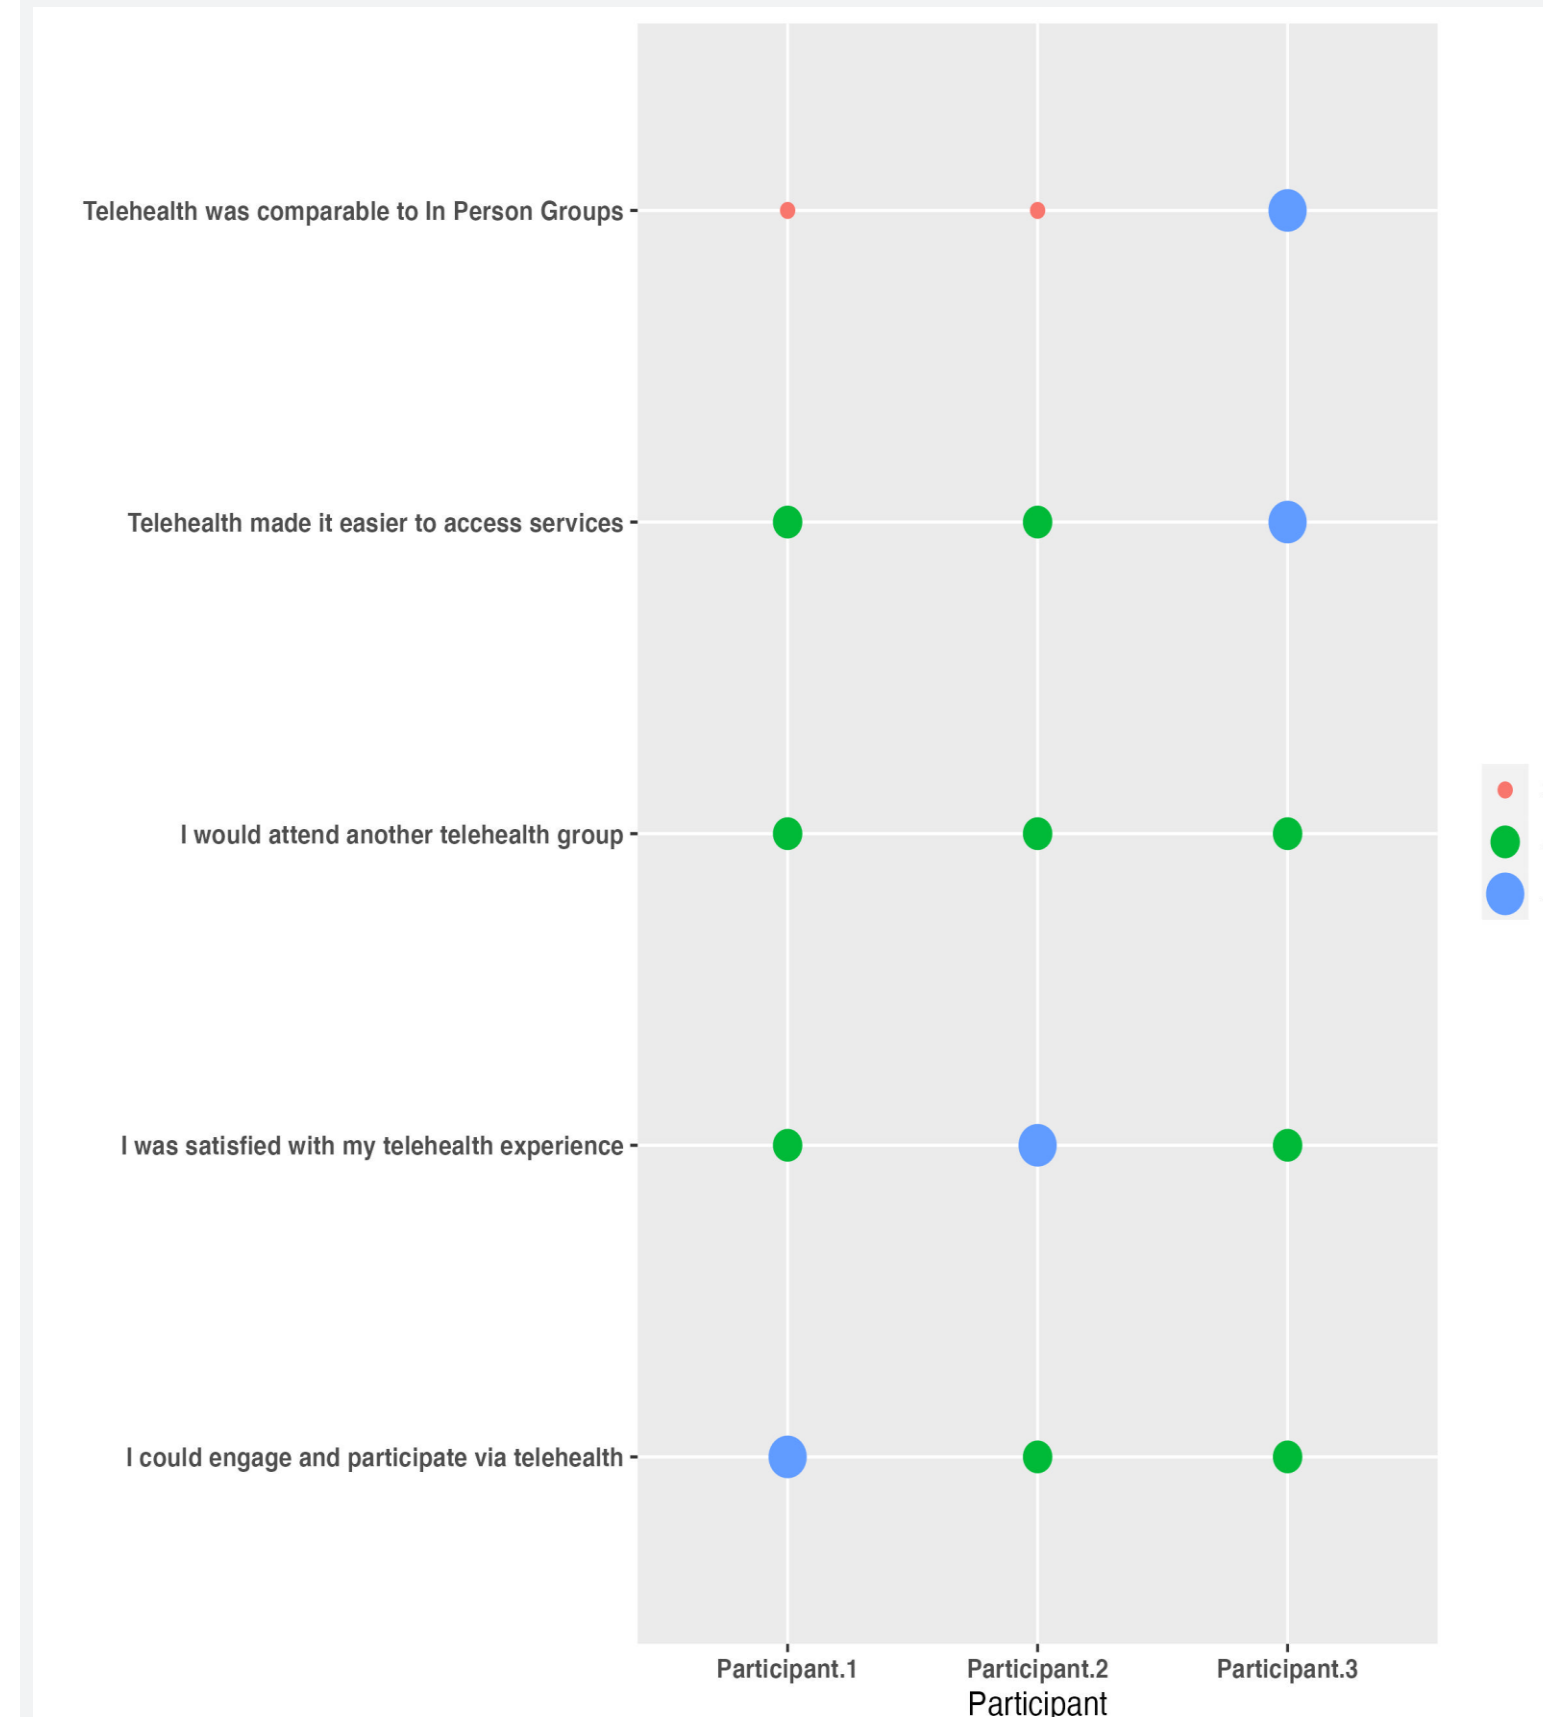 Telehealth was comparable to In Person Groups
Telehealth made it easier to access services
I would attend another telehealth group
I was satisfied with my telehealth experience
I could engage and participate via telehealth
Participant.1
Participant.2
Participant.3
Participant